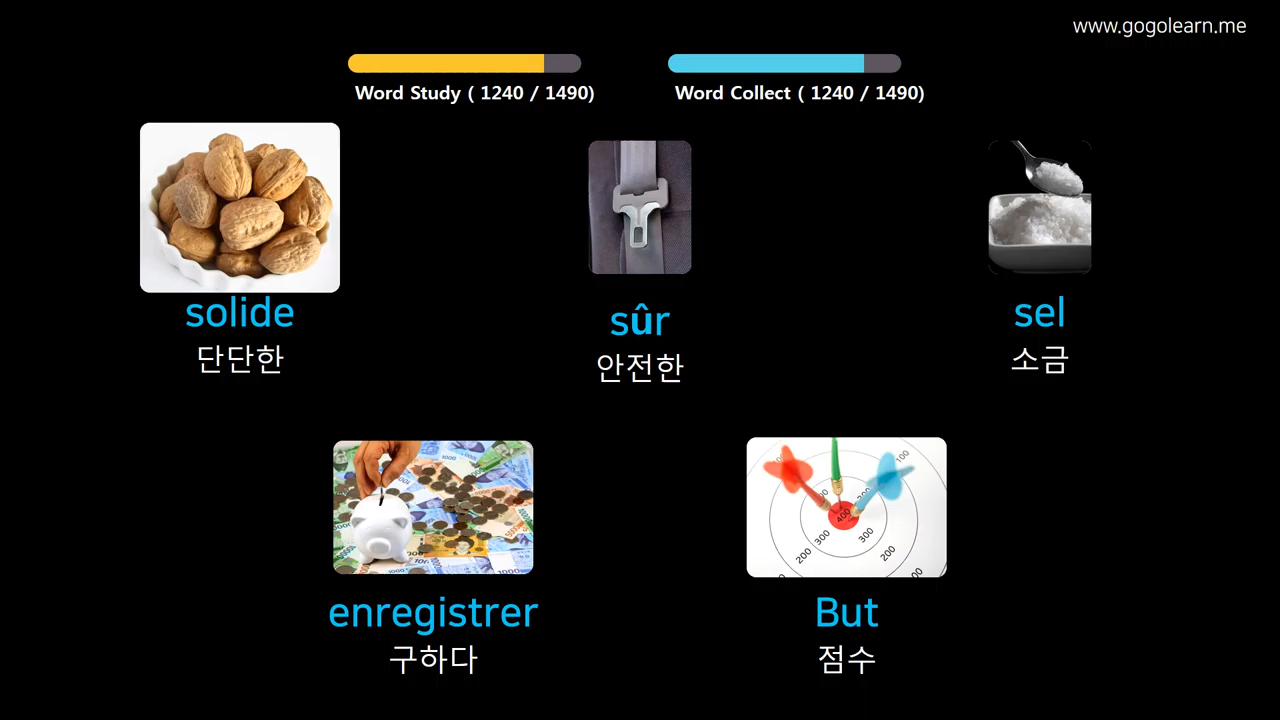 www.gogolearn.me
Word Study ( 1240 / 1490)
Word Collect ( 1240 / 1490)
solide
단단한
sûr
안전한
sel
소금
enregistrer
구하다
But
점수